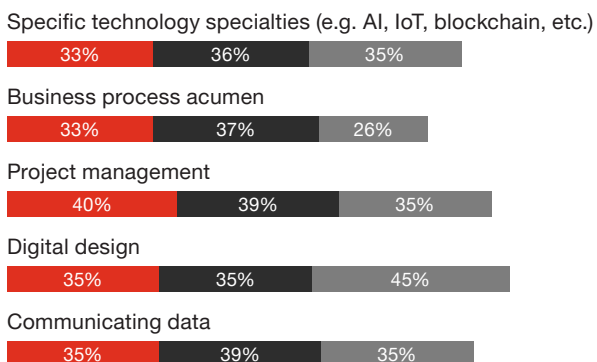 Specific technology specialties (e.g. AI, IoT, blockchain, etc.)
33% 36% 35%
Business process acumen
33% 37% 26%
Project management
40% 39% 35%
Digital design
35% 35% 45%
Communicating data
35% 39% 35%